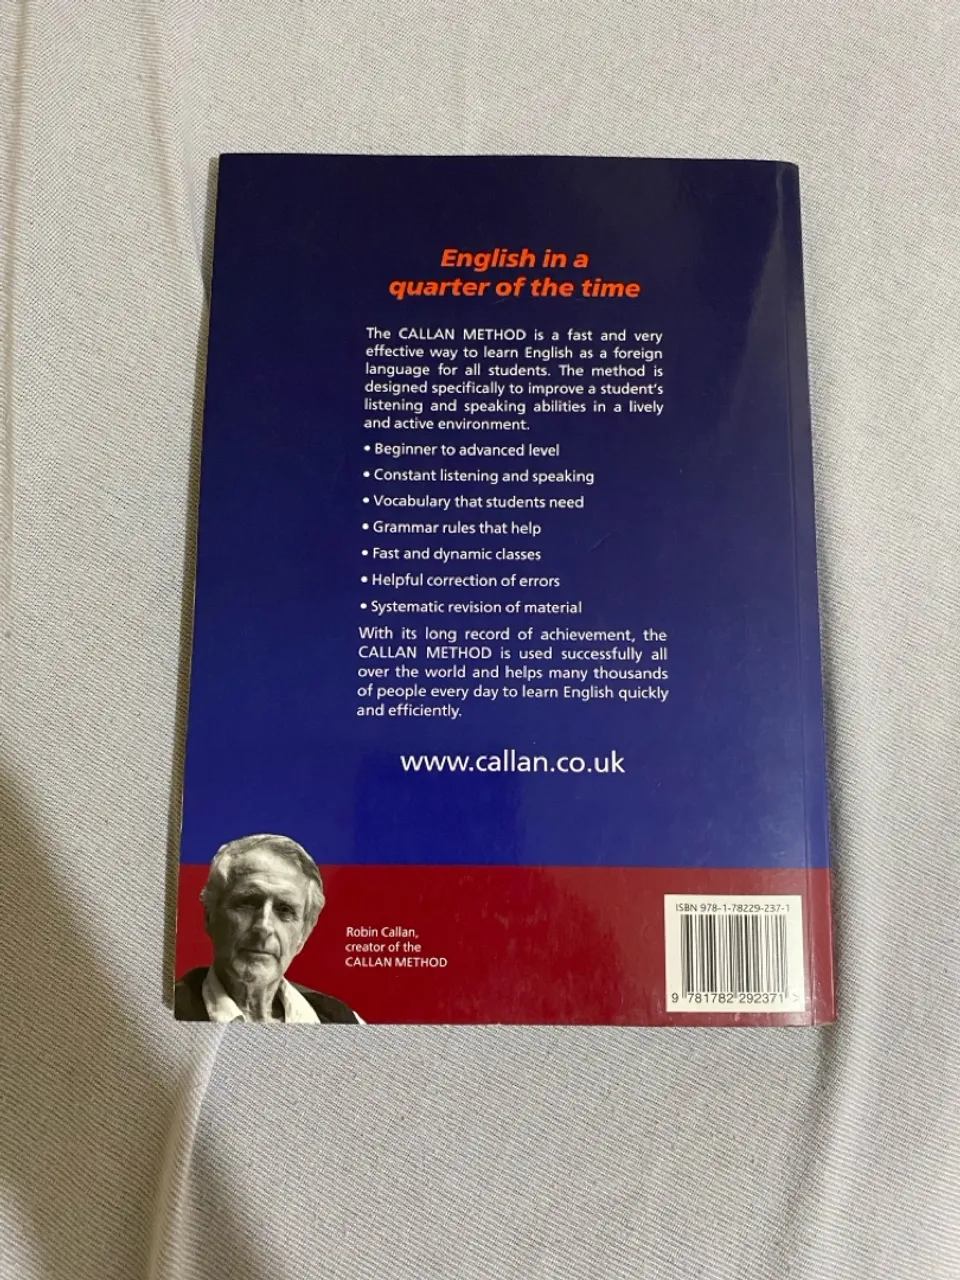 English in a
quarter of the time
The CALLAN METHOD is a fast and very
effective way to learn English as a foreign
language for all students. The method is
designed specifically to improve a student's
listening and speaking abilities in a lively
and active environment.
• Beginner to advanced level
• Constant listening and speaking
• Vocabulary that students need
• Grammar rules that help
• Fast and dynamic classes
• Helpful correction of errors
• Systematic revision of material
With its long record of achievement, the
CALLAN METHOD is used successfully all
over the world and helps many thousands
of people every day to learn English quickly
and efficiently.
www.callan.co.uk
Robin Callan,
creator of the
CALLAN METHOD
ISBN 978-1-78229-237-1
9 781782 292371 >